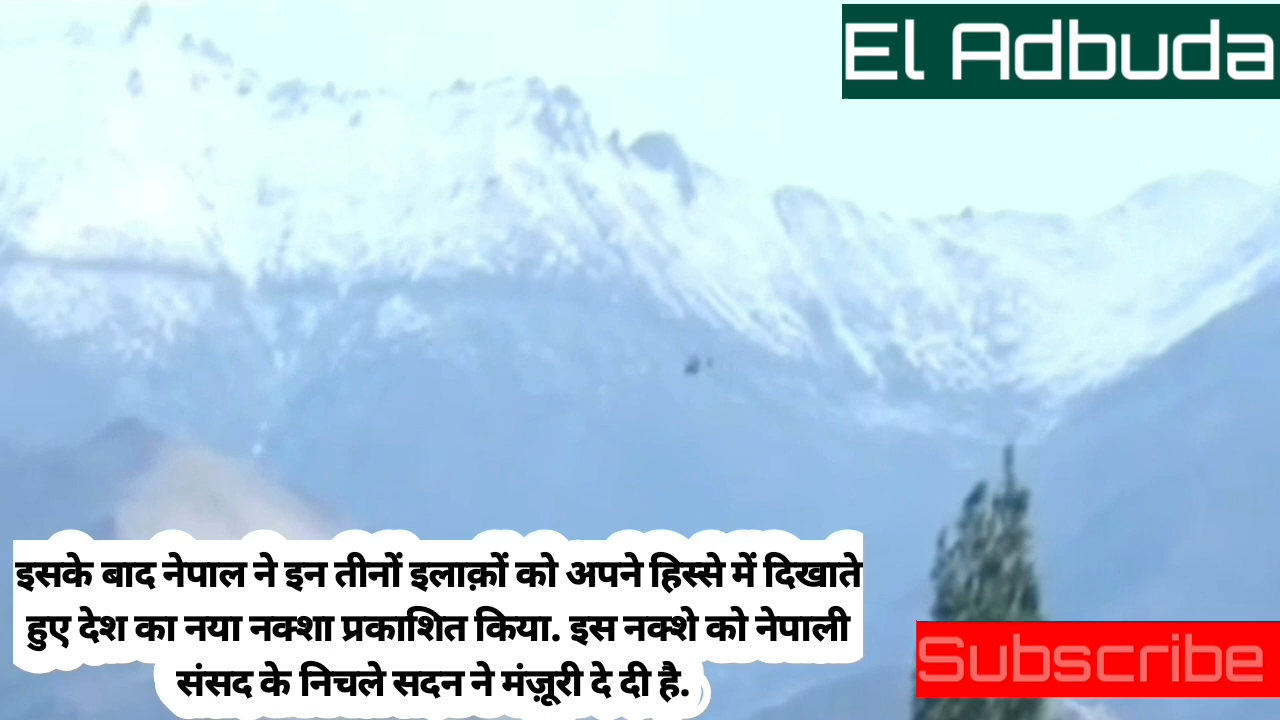 El Adbuda
इसके बाद नेपाल ने इन तीनों इलाक़ों को अपने हिस्से में दिखाते
हुए देश का नया नक्शा प्रकाशित किया. इस नक्शे को नेपाली
संसद के निचले सदन ने मंज़ूरी दे दी है.
Subscribe